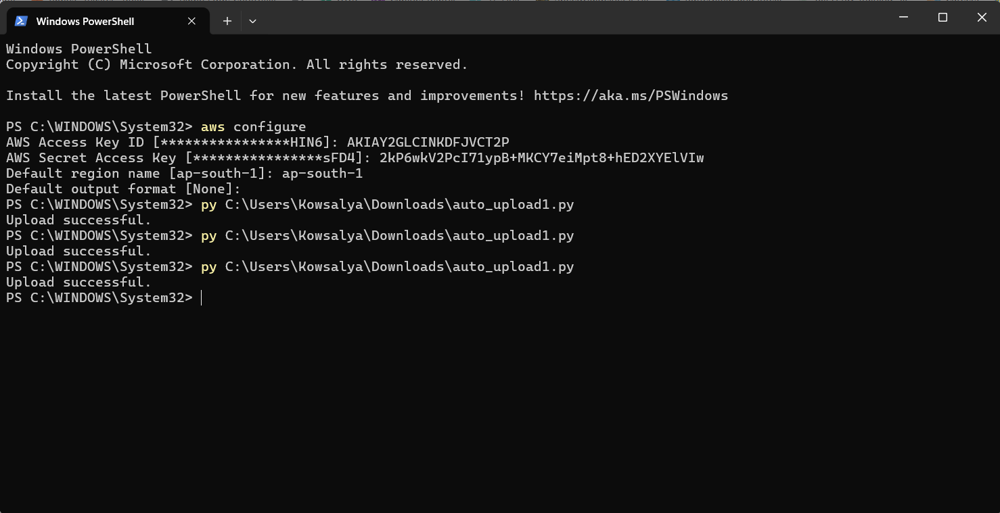 Windows PowerShell
Windows PowerShell
Copyright (C) Microsoft Corporation. All rights reserved.
Install the latest PowerShell for new features and improvements! https://aka.ms/PSWindows
PS C:\WINDOWS\System32> aws configure
AWS Access Key ID [****************HIN6]: AKIAY2GLCINKDFJVCT2P
AWS Secret Access Key [****************sFD4]: 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
Default region name [ap-south-1]: ap-south-1
Default output format [None]:
PS C:\WINDOWS\System32> py C:\Users\Kowsalya\Downloads\auto_upload1.py
Upload successful.
PS C:\WINDOWS\System32> py C:\Users\Kowsalya\Downloads\auto_upload1.py
Upload successful.
PS C:\WINDOWS\System32> py C:\Users\Kowsalya\Downloads\auto_upload1.py
Upload successful.
PS C:\WINDOWS\System32>